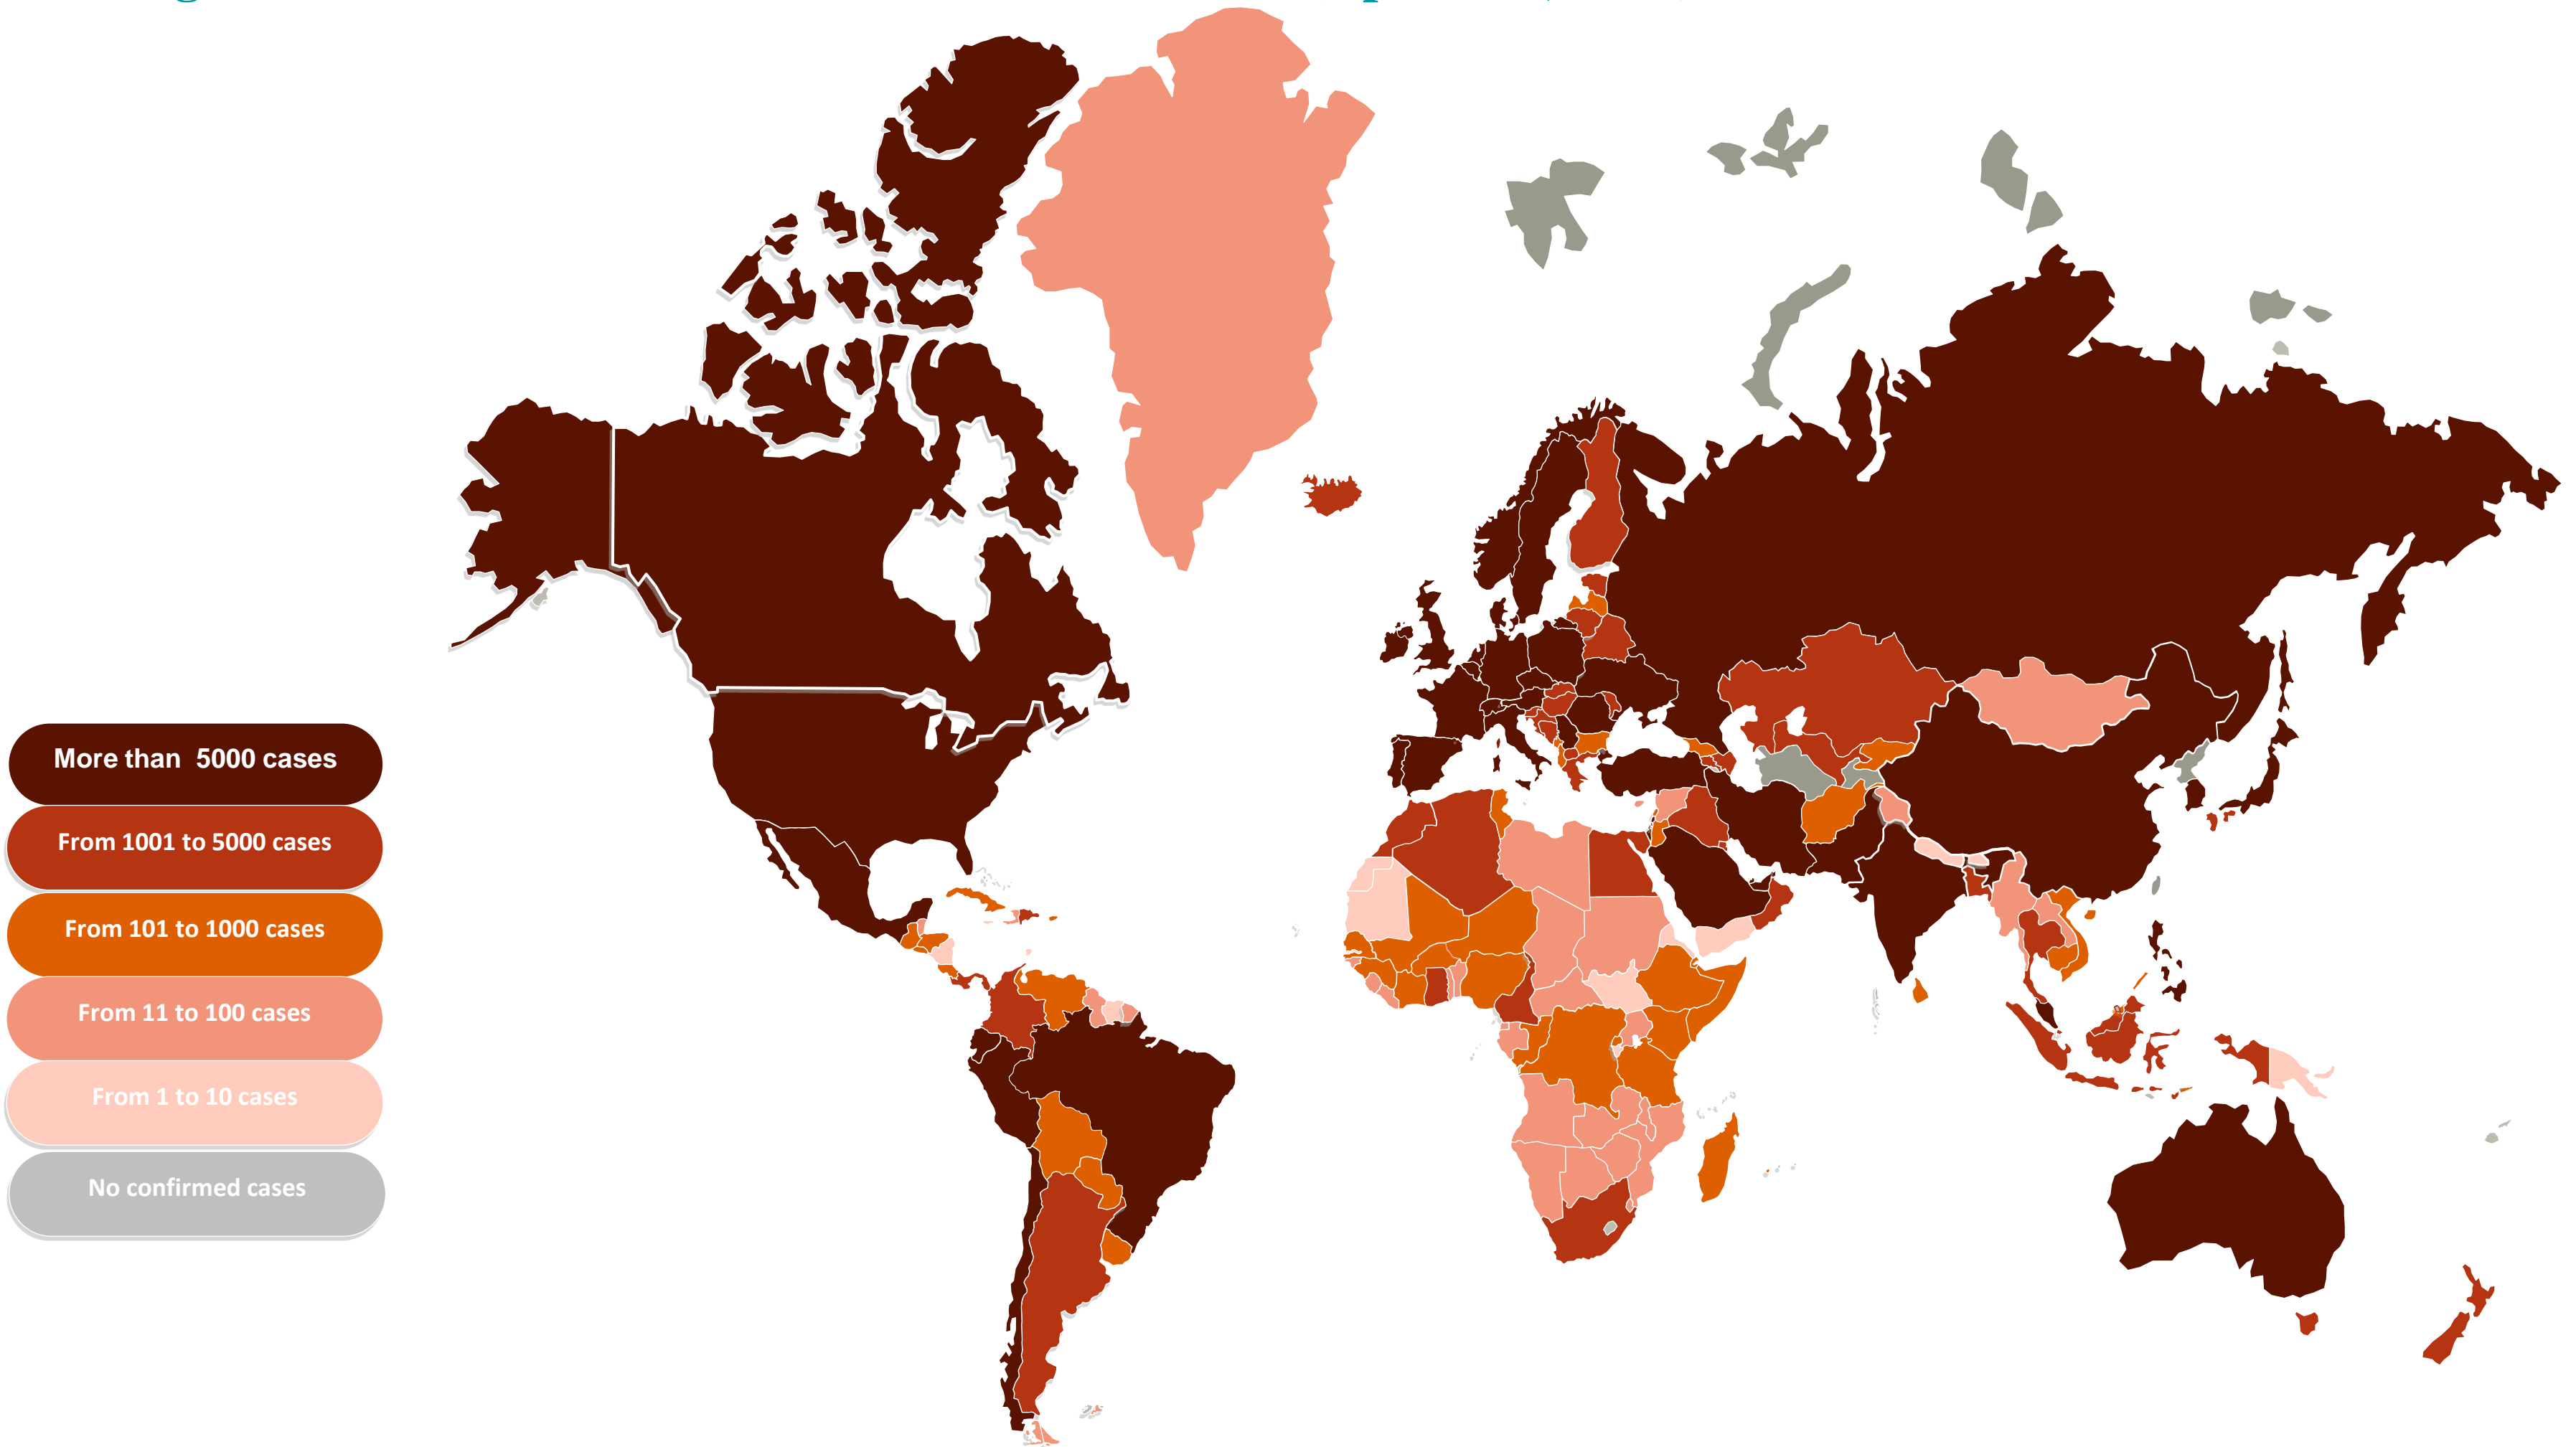 More than 5000 cases
From 1001 to 5000 cases
From 101 to 1000 cases
From 11 to 100 cases
From 1 to 10 cases
No confirmed cases